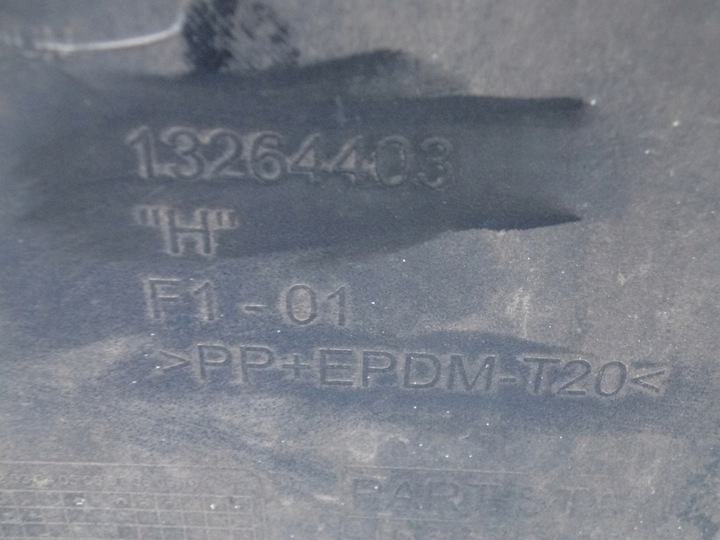 13264403
"H"
F1 - 01
>PP+EPDM-T20<